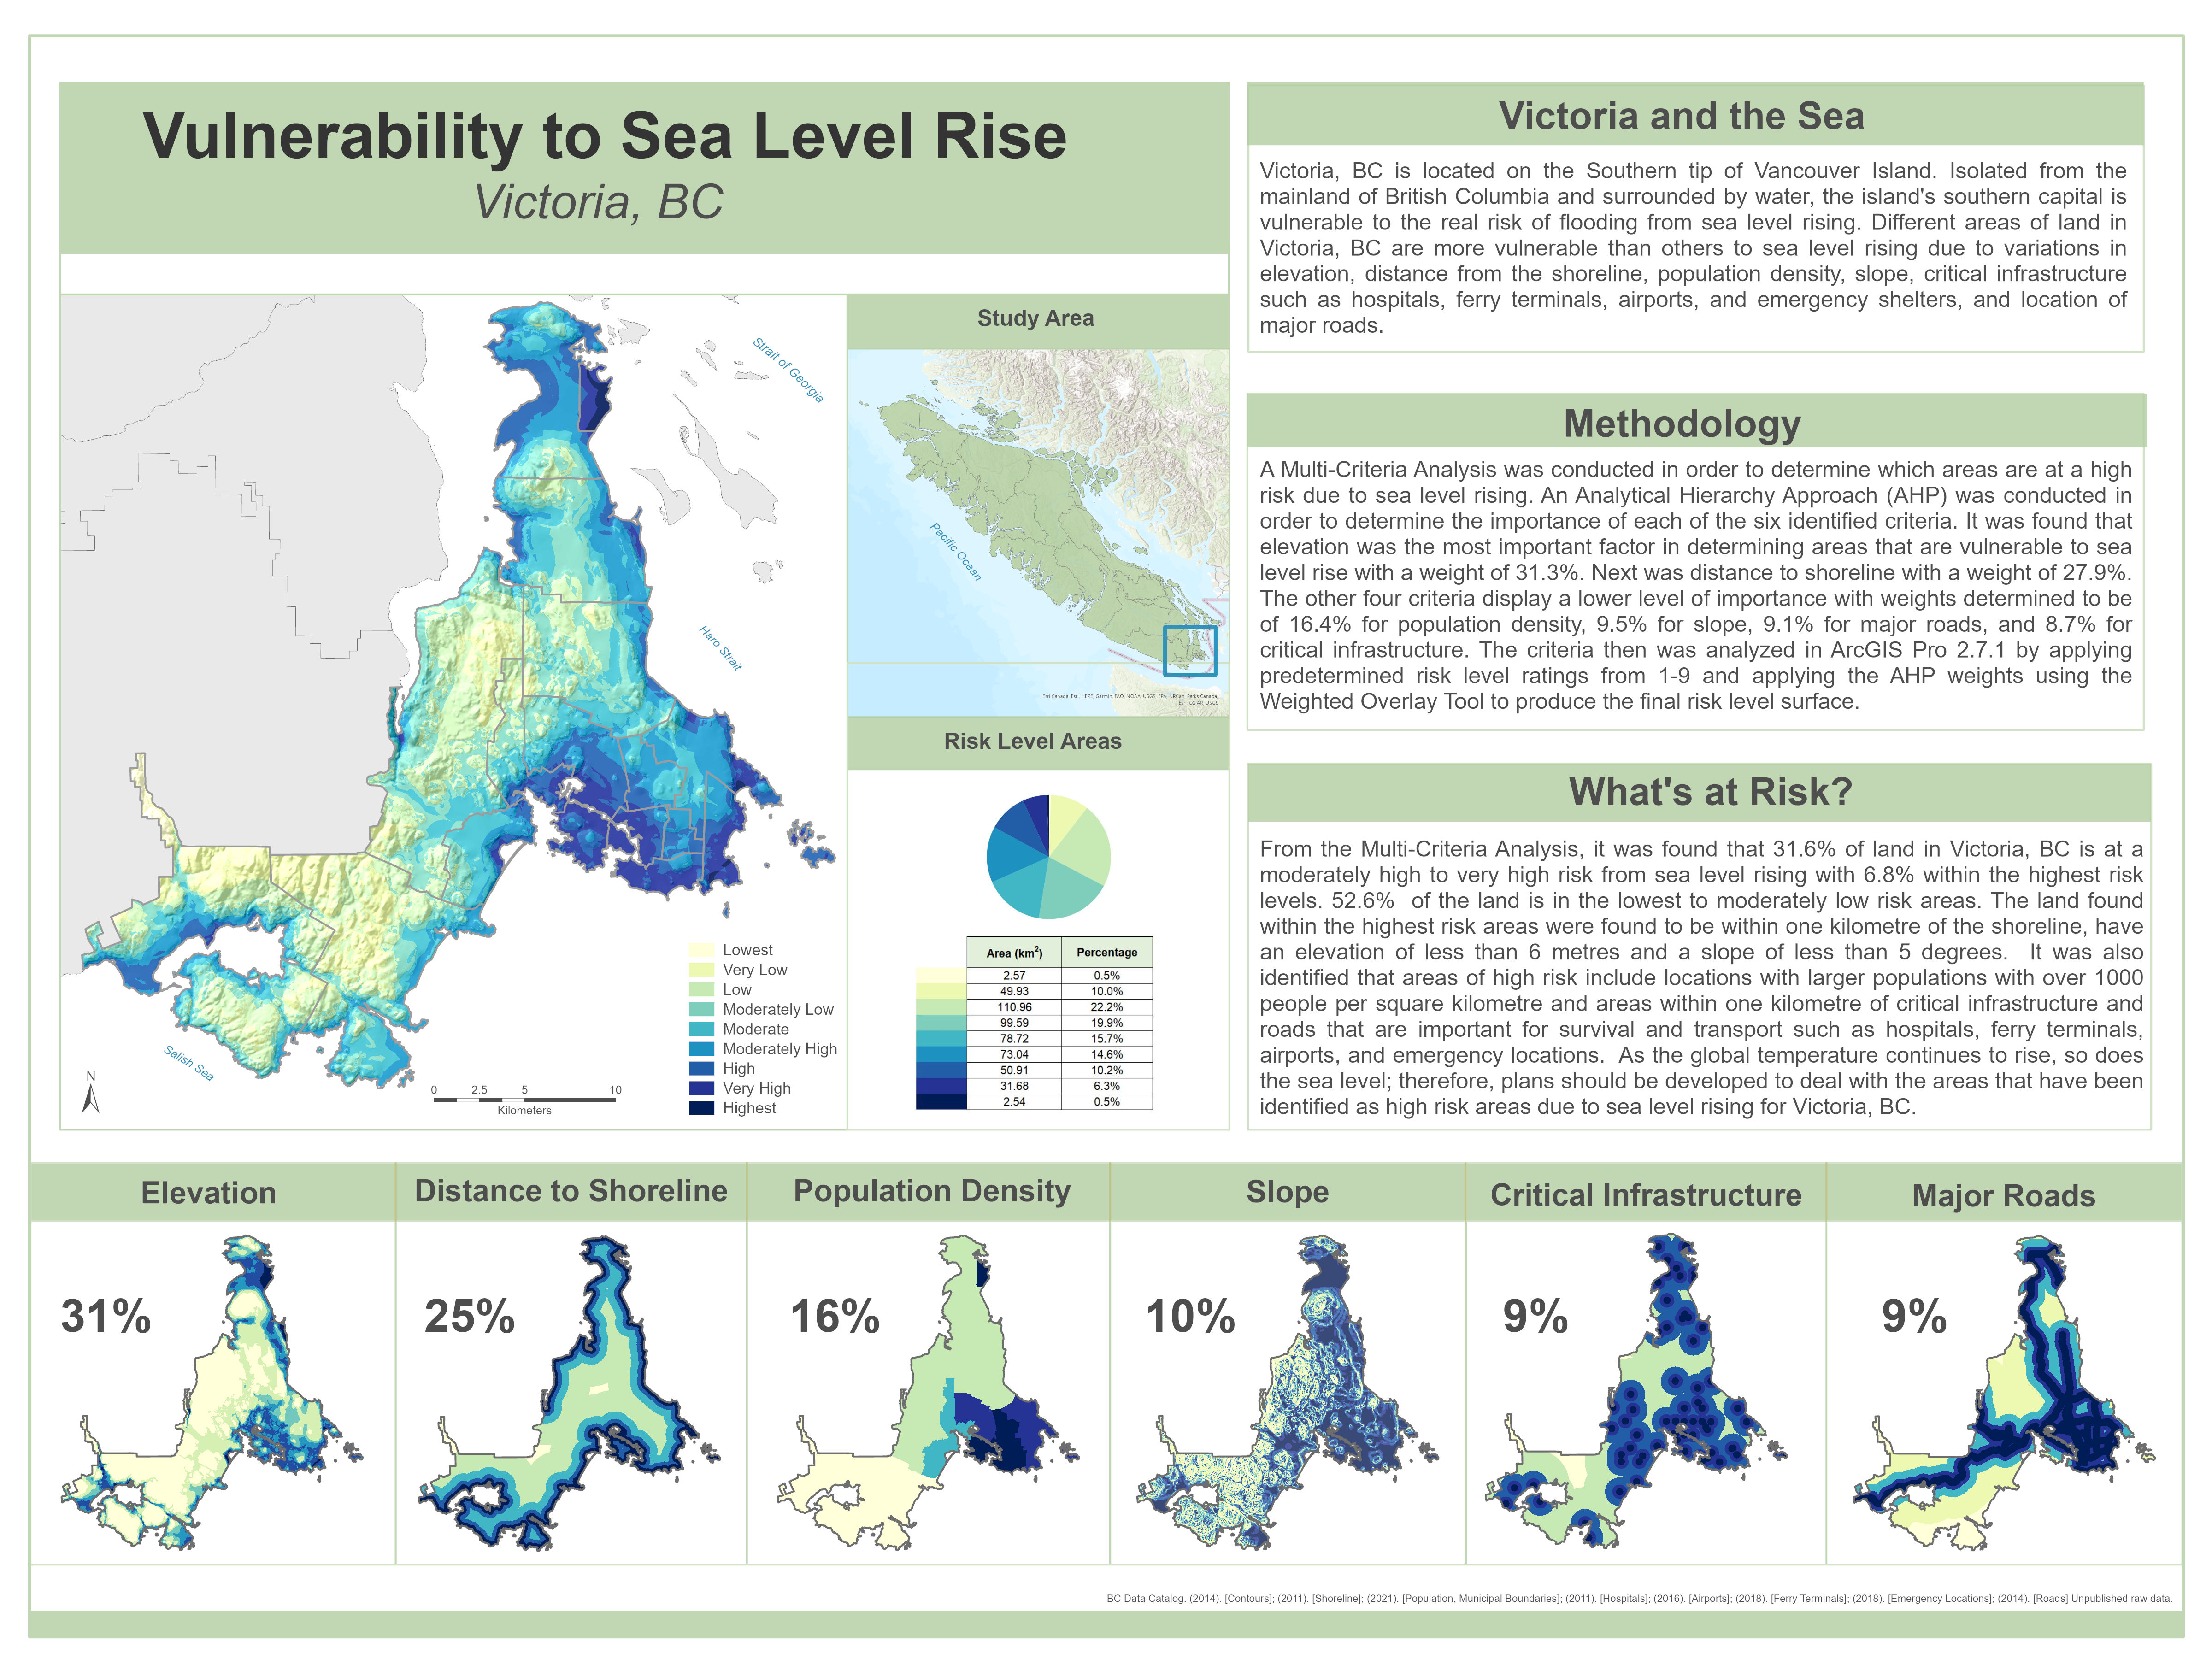 Vulnerability to Sea Level Rise
Victoria, BC
Strait of Georgia
Haro Strait
Salish Sea
N
0 2.5 5 10
Kilometers
Lowest
Very Low
Low
Moderately Low
Moderate
Moderately High
High
Very High
Highest
Study Area
Pacific Ocean
Esri Canada, Esri, HERE, Garmin, FAO, NOAA, USGS, EPA, NRCan, Parks Canada,
Esri, CGIAR, USGS
Risk Level Areas
Area (km2) Percentage
2.57 0.5%
49.93 10.0%
110.96 22.2%
99.59 19.9%
78.72 15.7%
73.04 14.6%
50.91 10.2%
31.68 6.3%
2.54 0.5%
Victoria and the Sea
Victoria, BC is located on the Southern tip of Vancouver Island. Isolated from the
mainland of British Columbia and surrounded by water, the island's southern capital is
vulnerable to the real risk of flooding from sea level rising. Different areas of land in
Victoria, BC are more vulnerable than others to sea level rising due to variations in
elevation, distance from the shoreline, population density, slope, critical infrastructure
such as hospitals, ferry terminals, airports, and emergency shelters, and location of
major roads.
Methodology
A Multi-Criteria Analysis was conducted in order to determine which areas are at a high
risk due to sea level rising. An Analytical Hierarchy Approach (AHP) was conducted in
order to determine the importance of each of the six identified criteria. It was found that
elevation was the most important factor in determining areas that are vulnerable to sea
level rise with a weight of 31.3%. Next was distance to shoreline with a weight of 27.9%.
The other four criteria display a lower level of importance with weights determined to be
of 16.4% for population density, 9.5% for slope, 9.1% for major roads, and 8.7% for
critical infrastructure. The criteria then was analyzed in ArcGIS Pro 2.7.1 by applying
predetermined risk level ratings from 1-9 and applying the AHP weights using the
Weighted Overlay Tool to produce the final risk level surface.
What's at Risk?
From the Multi-Criteria Analysis, it was found that 31.6% of land in Victoria, BC is at a
moderately high to very high risk from sea level rising with 6.8% within the highest risk
levels. 52.6% of the land is in the lowest to moderately low risk areas. The land found
within the highest risk areas were found to be within one kilometre of the shoreline, have
an elevation of less than 6 metres and a slope of less than 5 degrees. It was also
identified that areas of high risk include locations with larger populations with over 1000
people per square kilometre and areas within one kilometre of critical infrastructure and
roads that are important for survival and transport such as hospitals, ferry terminals,
airports, and emergency locations. As the global temperature continues to rise, so does
the sea level; therefore, plans should be developed to deal with the areas that have been
identified as high risk areas due to sea level rising for Victoria, BC.
Elevation
31%
Distance to Shoreline
25%
Population Density
16%
Slope
10%
Critical Infrastructure
9%
Major Roads
9%
BC Data Catalog. (2014). [Contours]; (2011). [Shoreline]; (2021). [Population, Municipal Boundaries]; (2011). [Hospitals]; (2016). [Airports]; (2018). [Ferry Terminals]; (2018). [Emergency Locations]; (2014). [Roads] Unpublished raw data.